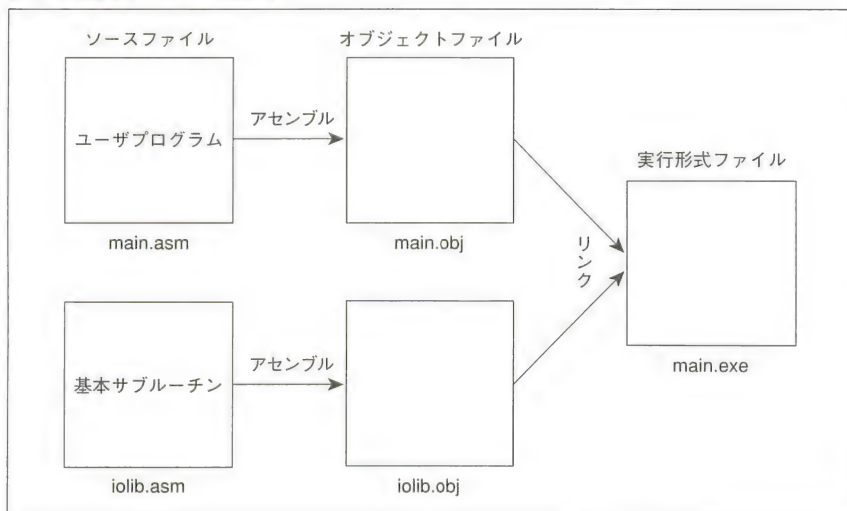 ソースファイル
オブジェクトファイル
ユーザプログラム
アセンブル
main.asm
main.obj
実行形式ファイル
リンク
main.exe
基本サブルーチン
アセンブル
iolib.asm
iolib.obj